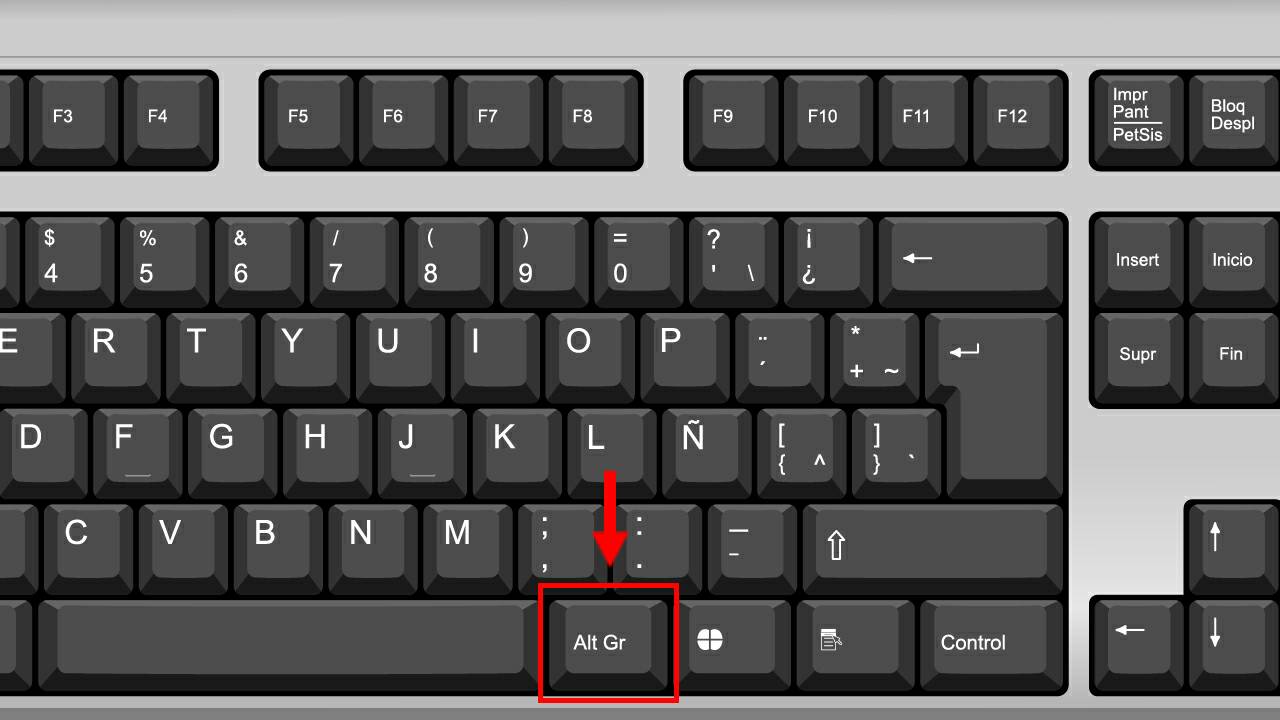 F3 F4 F5 F6 F7 F8 F9 F10 F11 F12 Impr Pant PetSis Bloq Despl
$ % & / ( ) = ? ¡
4 5 6 7 8 9 0 ' \ ¿ ← Insert Inicio
E R T Y U I O P ¨ ´ * + ~ ↵ Supr Fin
D F G H J K L Ñ [ { ^ ] } `
C V B N M ; , : . _ - ⇧ ↑
Alt Gr Control ← ↓